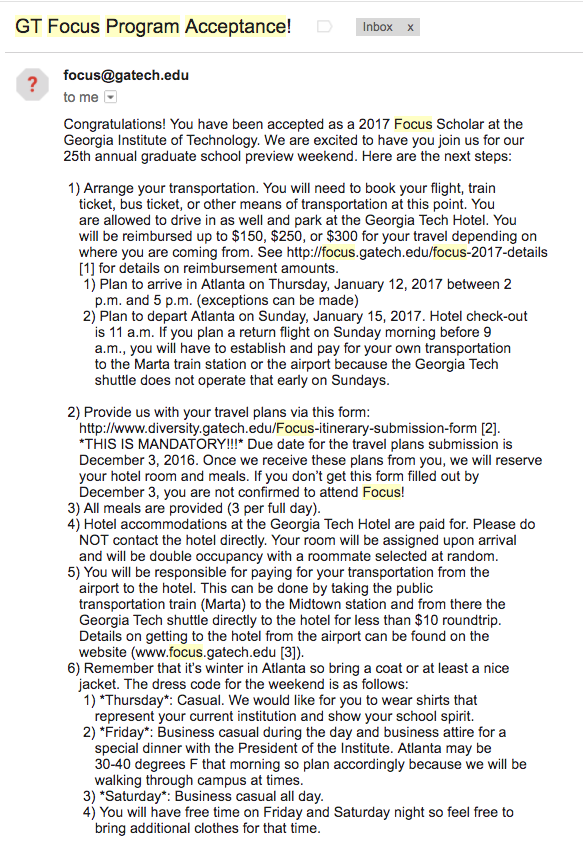 GT Focus Program Acceptance!
Inbox x
?
focus@gatech.edu
to me
Congratulations! You have been accepted as a 2017 Focus Scholar at the
Georgia Institute of Technology. We are excited to have you join us for our
25th annual graduate school preview weekend. Here are the next steps:
1) Arrange your transportation. You will need to book your flight, train
ticket, bus ticket, or other means of transportation at this point. You
are allowed to drive in as well and park at the Georgia Tech Hotel. You
will be reimbursed up to $150, $250, or $300 for your travel depending on
where you are coming from. See http://focus.gatech.edu/focus-2017-details
[1] for details on reimbursement amounts.
1) Plan to arrive in Atlanta on Thursday, January 12, 2017 between 2
p.m. and 5 p.m. (exceptions can be made)
2) Plan to depart Atlanta on Sunday, January 15, 2017. Hotel check-out
is 11 a.m. If you plan a return flight on Sunday morning before 9
a.m., you will have to establish and pay for your own transportation
to the Marta train station or the airport because the Georgia Tech
shuttle does not operate that early on Sundays.
2) Provide us with your travel plans via this form:
http://www.diversity.gatech.edu/Focus-itinerary-submission-form [2].
*THIS IS MANDATORY!!!* Due date for the travel plans submission is
December 3, 2016. Once we receive these plans from you, we will reserve
your hotel room and meals. If you don't get this form filled out by
December 3, you are not confirmed to attend Focus!
3) All meals are provided (3 per full day).
4) Hotel accommodations at the Georgia Tech Hotel are paid for. Please do
NOT contact the hotel directly. Your room will be assigned upon arrival
and will be double occupancy with a roommate selected at random.
5) You will be responsible for paying for your transportation from the
airport to the hotel. This can be done by taking the public
transportation train (Marta) to the Midtown station and from there the
Georgia Tech shuttle directly to the hotel for less than $10 roundtrip.
Details on getting to the hotel from the airport can be found on the
website (www.focus.gatech.edu [3]).
6) Remember that it's winter in Atlanta so bring a coat or at least a nice
jacket. The dress code for the weekend is as follows:
1) *Thursday*: Casual. We would like for you to wear shirts that
represent your current institution and show your school spirit.
2) *Friday*: Business casual during the day and business attire for a
special dinner with the President of the Institute. Atlanta may be
30-40 degrees F that morning so plan accordingly because we will be
walking through campus at times.
3) *Saturday*: Business casual all day.
4) You will have free time on Friday and Saturday night so feel free to
bring additional clothes for that time.